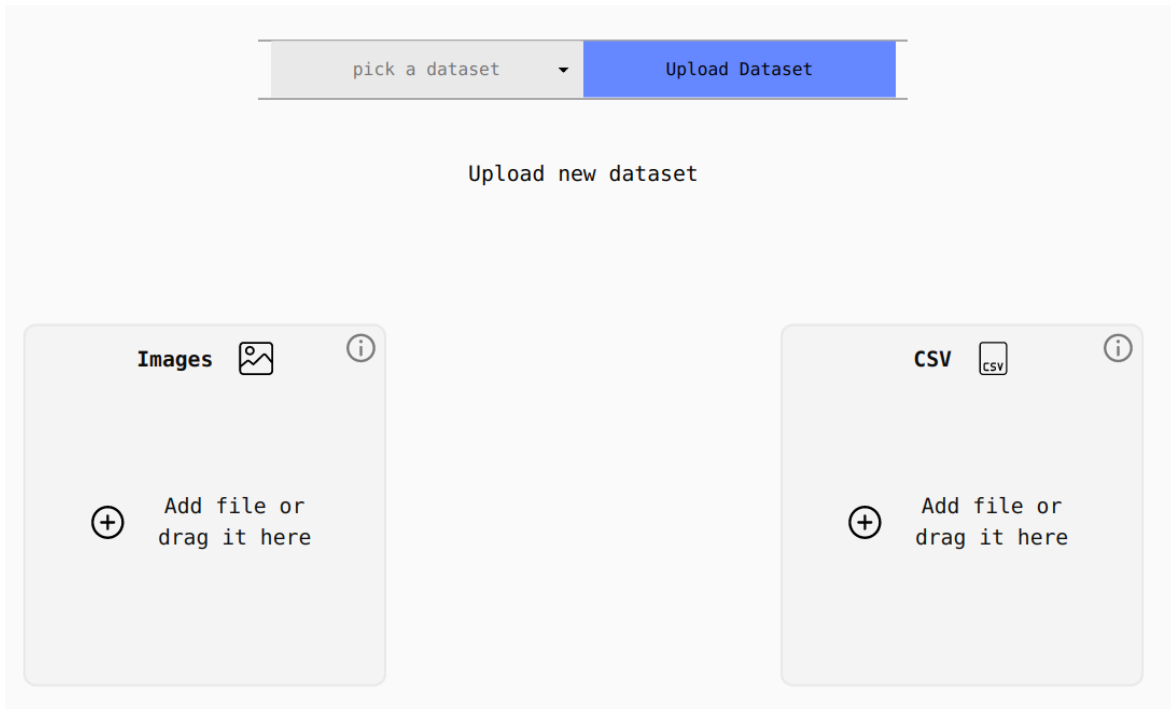 pick a dataset
Upload Dataset
Upload new dataset
Images
CSV
CSV
Add file or
drag it here
Add file or
drag it here